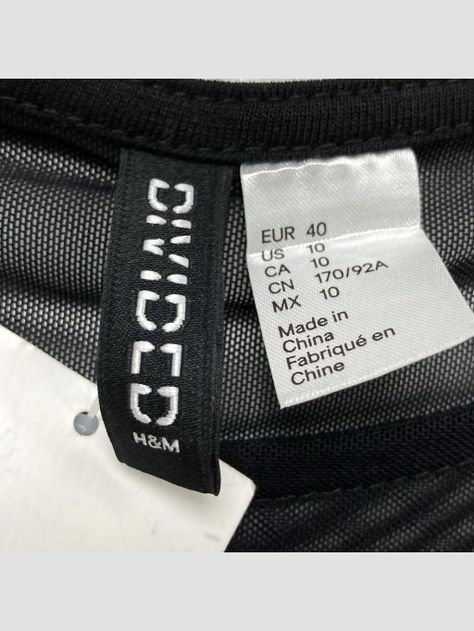 DIVIDED
H&M
EUR 40
US 10
CA 10
CN 170/92A
MX 10
Made in
China
Fabriqué en
Chine